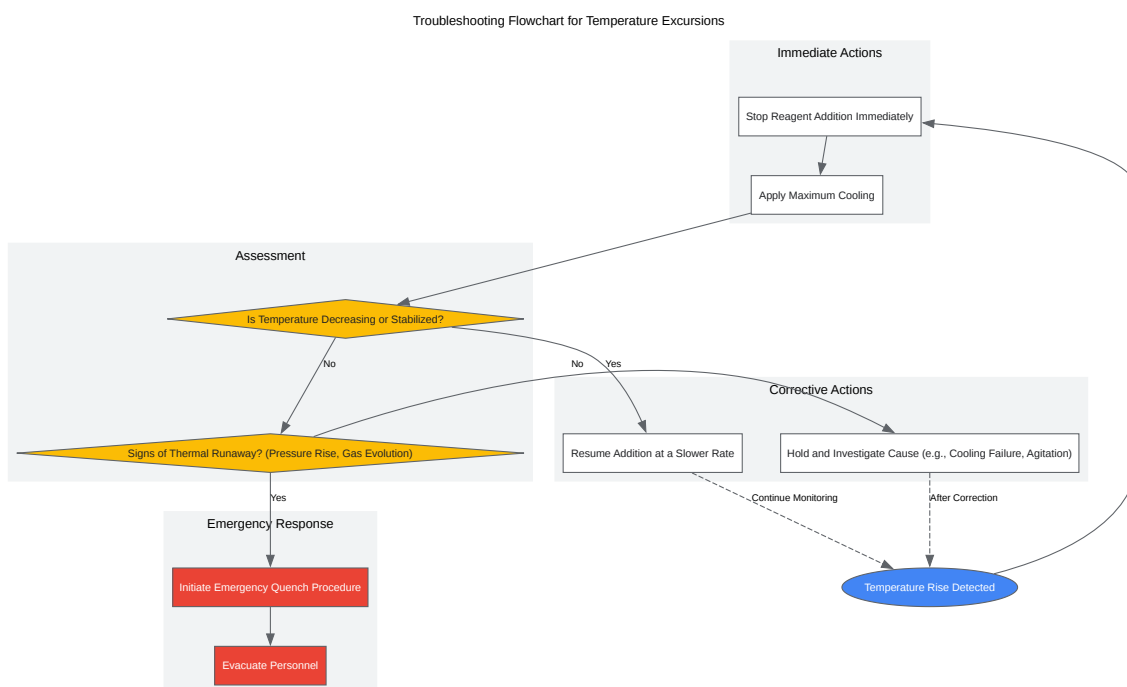 Troubleshooting Flowchart for Temperature Excursions
Immediate Actions
Stop Reagent Addition Immediately
Apply Maximum Cooling
Assessment
Is Temperature Decreasing or Stabilized?
No
No
Yes
Corrective Actions
Signs of Thermal Runaway? (Pressure Rise, Gas Evolution)
Resume Addition at a Slower Rate
Hold and Investigate Cause (e.g., Cooling Failure, Agitation)
Yes
Continue Monitoring
After Correction
Emergency Response
Initiate Emergency Quench Procedure
Temperature Rise Detected
Evacuate Personnel